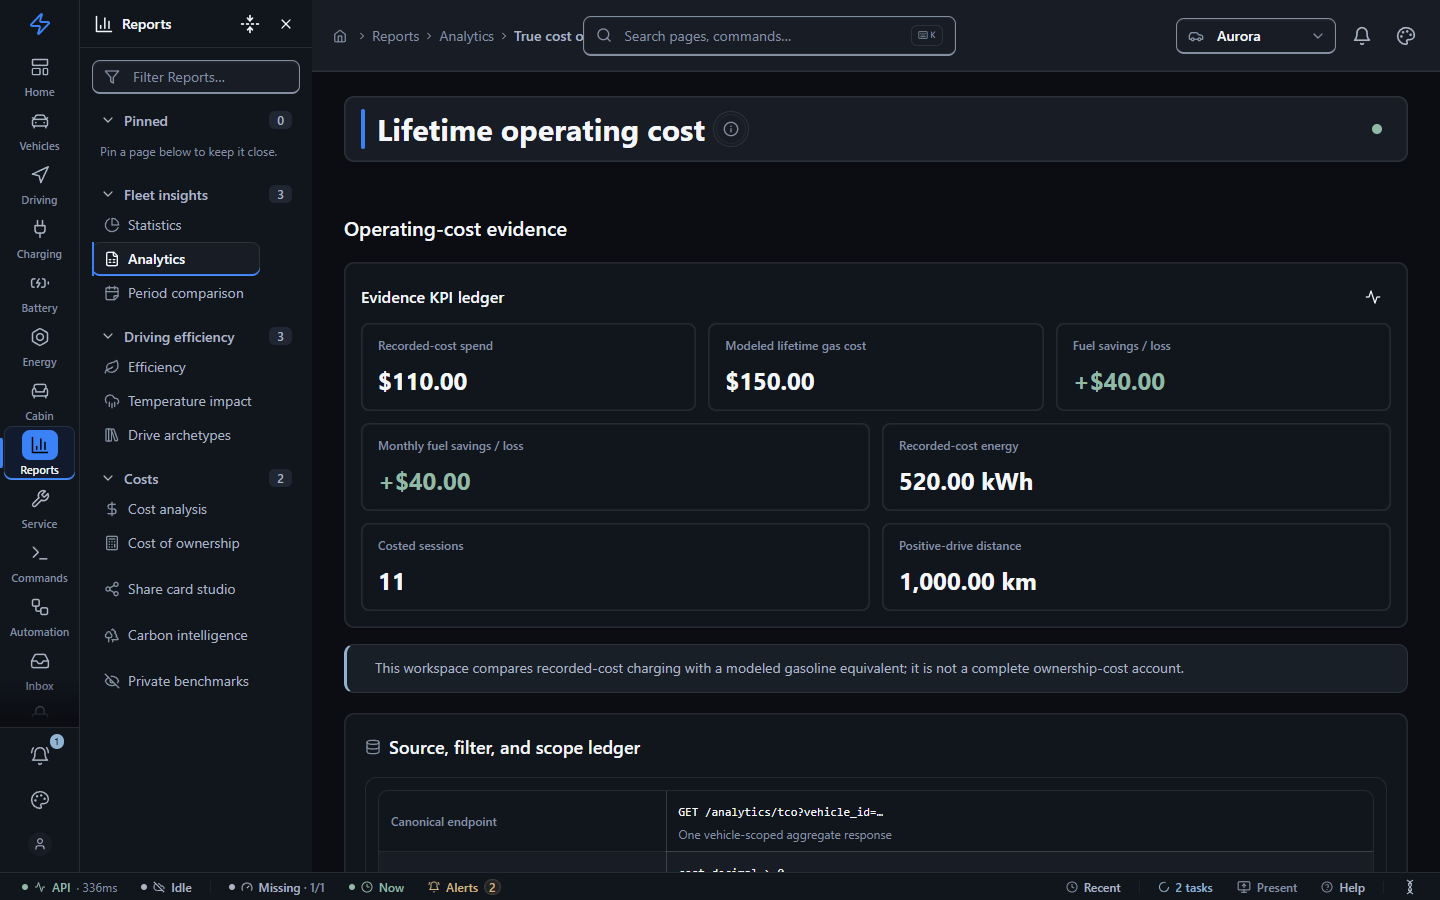 Home
Vehicles
Driving
Charging
Battery
Energy
Cabin
Reports
Service
Commands
Automation
Inbox
1
Reports
Filter Reports...
Pinned 0
Pin a page below to keep it close.
Fleet insights 3
Statistics
Analytics
Period comparison
Driving efficiency 3
Efficiency
Temperature impact
Drive archetypes
Costs 2
Cost analysis
Cost of ownership
Share card studio
Carbon intelligence
Private benchmarks
Reports > Analytics > True cost o
Search pages, commands... K
Aurora
Lifetime operating cost
Operating-cost evidence
Evidence KPI ledger
Recorded-cost spend
$110.00
Modeled lifetime gas cost
$150.00
Fuel savings / loss
+$40.00
Monthly fuel savings / loss
+$40.00
Recorded-cost energy
520.00 kWh
Costed sessions
11
Positive-drive distance
1,000.00 km
This workspace compares recorded-cost charging with a modeled gasoline equivalent; it is not a complete ownership-cost account.
Source, filter, and scope ledger
Canonical endpoint
GET /analytics/tco?vehicle_id=…
One vehicle-scoped aggregate response
API · 336ms
Idle
Missing · 1/1
Now
Alerts 2
Recent
2 tasks
Present
Help